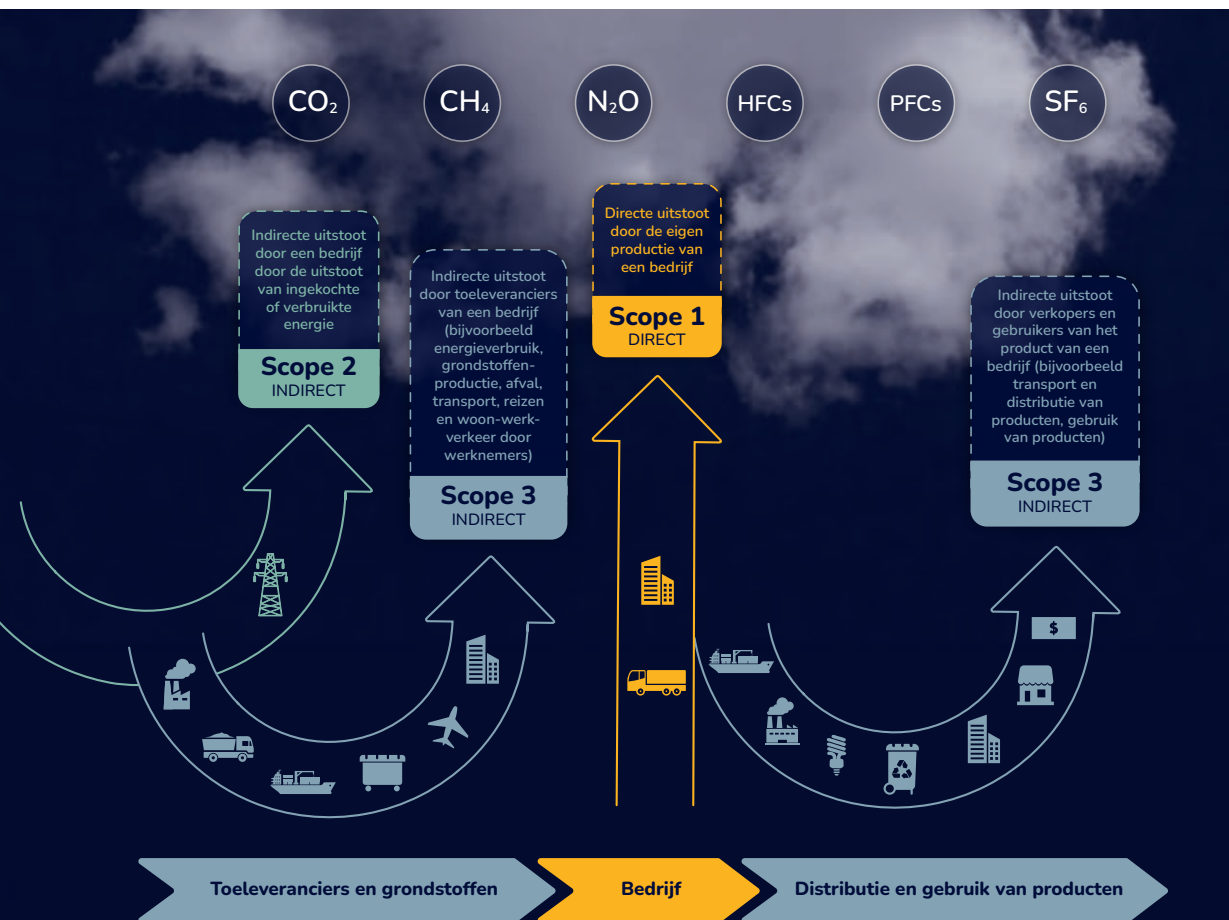 CO₂
CH₄
N₂O
HFCs
PFCs
SF₆
Indirecte uitstoot
door een bedrijf
door de uitstoot
van ingekochte
of verbruikte
energie
Scope 2
INDIRECT
Indirecte uitstoot
door toeleveranciers
van een bedrijf
(bijvoorbeeld
energieverbruik,
grondstoffen-
productie, afval,
transport, reizen
en woon-werk-
verkeer door
werknemers)
Scope 3
INDIRECT
Directe uitstoot
door de eigen
productie van
een bedrijf
Scope 1
DIRECT
Indirecte uitstoot
door verkopers en
gebruikers van het
product van een
bedrijf (bijvoorbeeld
transport en
distributie van
producten, gebruik
van producten)
Scope 3
INDIRECT
$
Toeleveranciers en grondstoffen
Bedrijf
Distributie en gebruik van producten